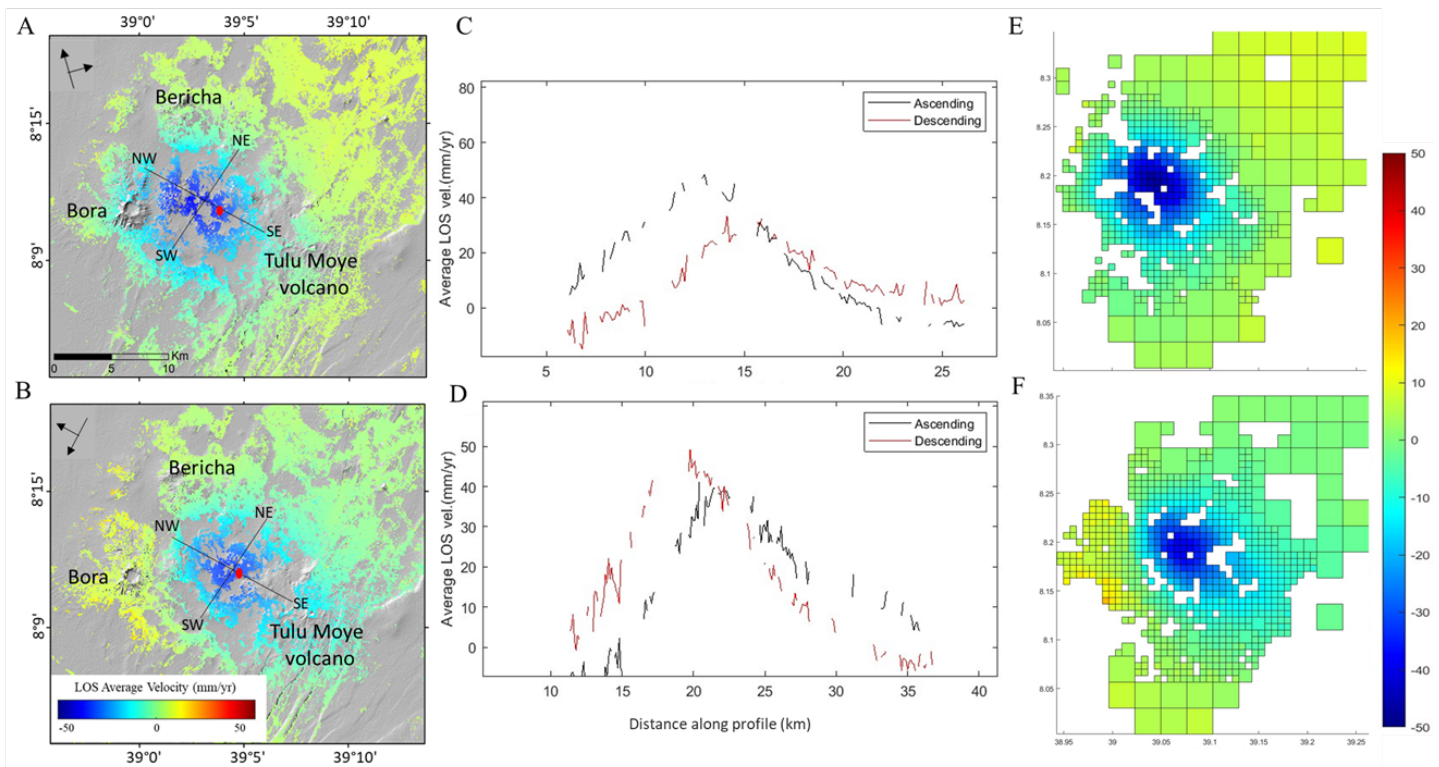 A
39°0'
39°5'
39°10'
8°15'
8°9'
Bericha
NW
NE
Bora
SW
SE
Tulu Moye
volcano
Km
0
5
10
B
8°15'
8°9'
Bericha
NW
NE
Bora
SW
SE
Tulu Moye
volcano
LOS Average Velocity (mm/yr)
-50
0
50
39°0'
39°5'
39°10'
C
Average LOS vel.(mm/yr)
80
60
40
20
0
5
10
15
20
25
Ascending
Descending
D
Average LOS vel.(mm/yr)
50
40
30
20
10
0
10
15
20
25
30
35
40
Ascending
Descending
Distance along profile (km)
E
8.3
8.25
8.2
8.15
8.1
8.05
F
8.35
8.3
8.25
8.2
8.15
8.1
8.05
38.95
39
39.05
39.1
39.15
39.2
39.25
50
40
30
20
10
0
-10
-20
-30
-40
-50